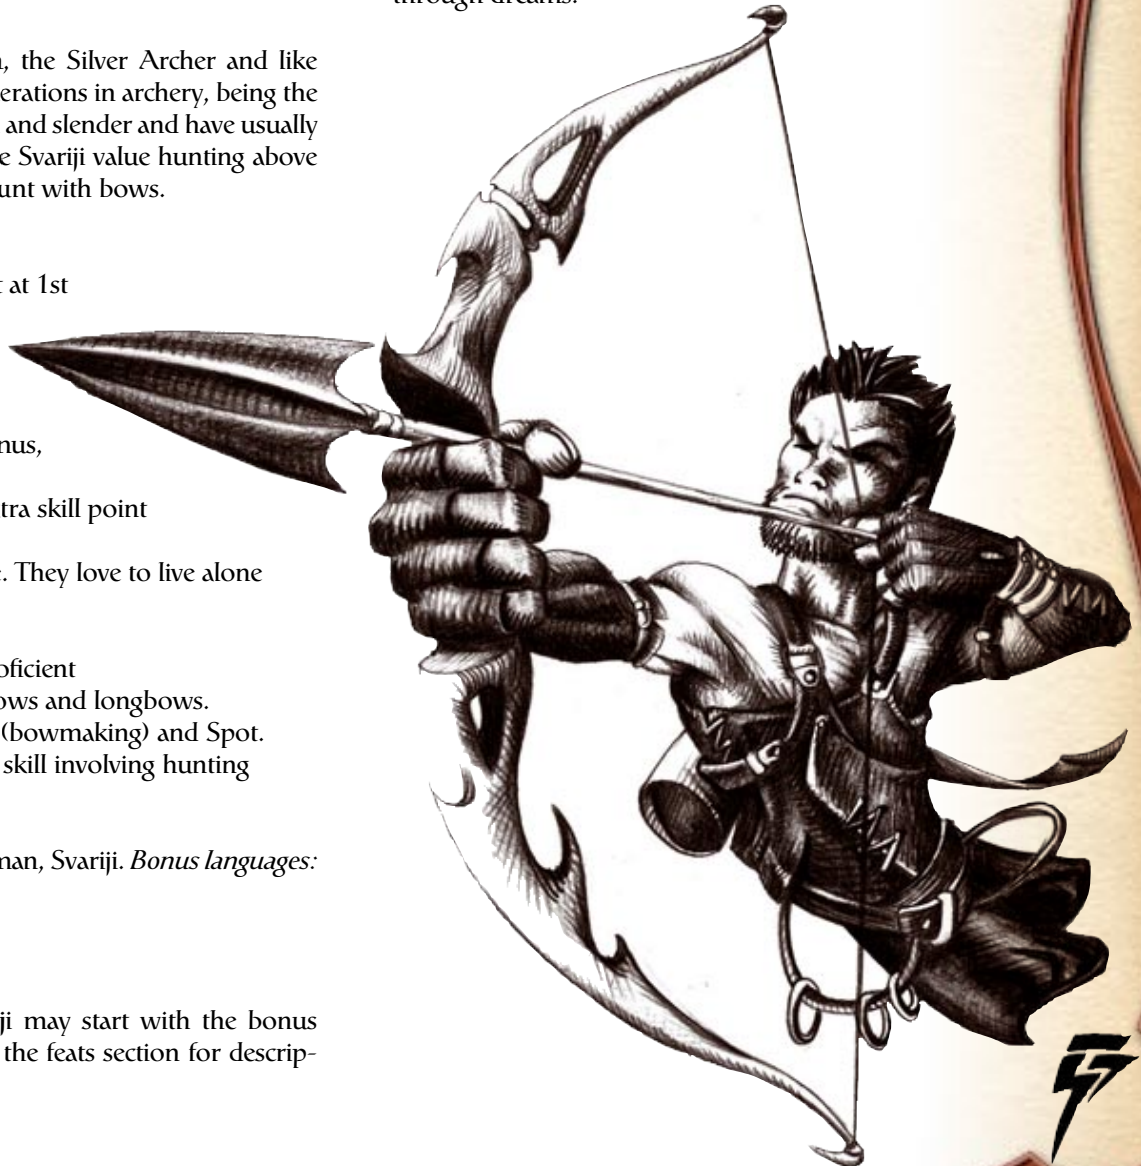 through dreams.
, the Silver Archer and like
erations in archery, being the
and slender and have usually
e Svariji value hunting above
unt with bows.
at 1st
nus,
tra skill point
. They love to live alone
oficient
ows and longbows.
(bowmaking) and Spot.
skill involving hunting
man, Svariji. Bonus languages:
ji may start with the bonus
the feats section for descrip-